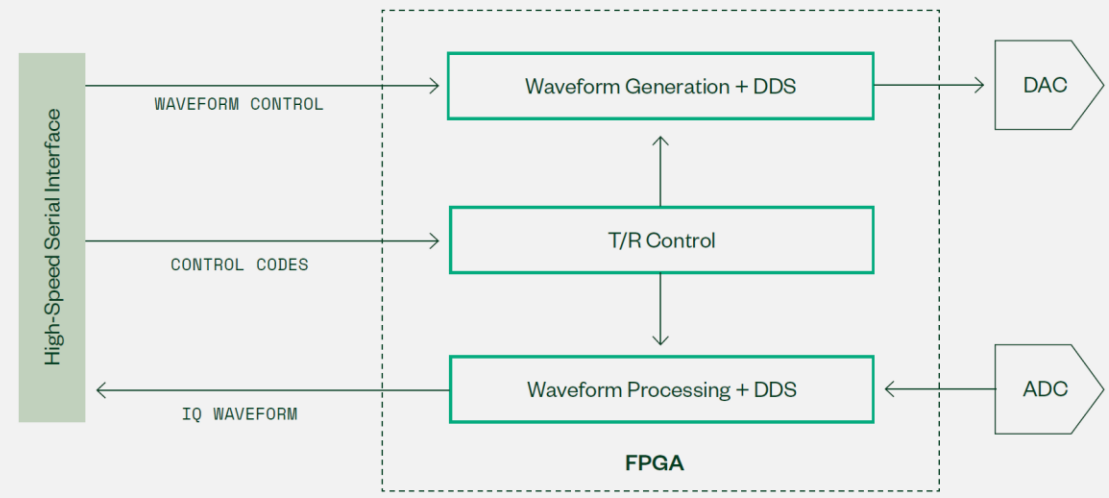 High-Speed Serial Interface
WAVEFORM CONTROL
Waveform Generation + DDS
DAC
CONTROL CODES
T/R Control
IQ WAVEFORM
Waveform Processing + DDS
ADC
FPGA